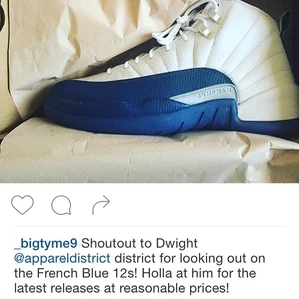 JUMPMAN
_bigtyme9 Shoutout to Dwight
@appareldistrict district for looking out on
the French Blue 12s! Holla at him for the
latest releases at reasonable prices!